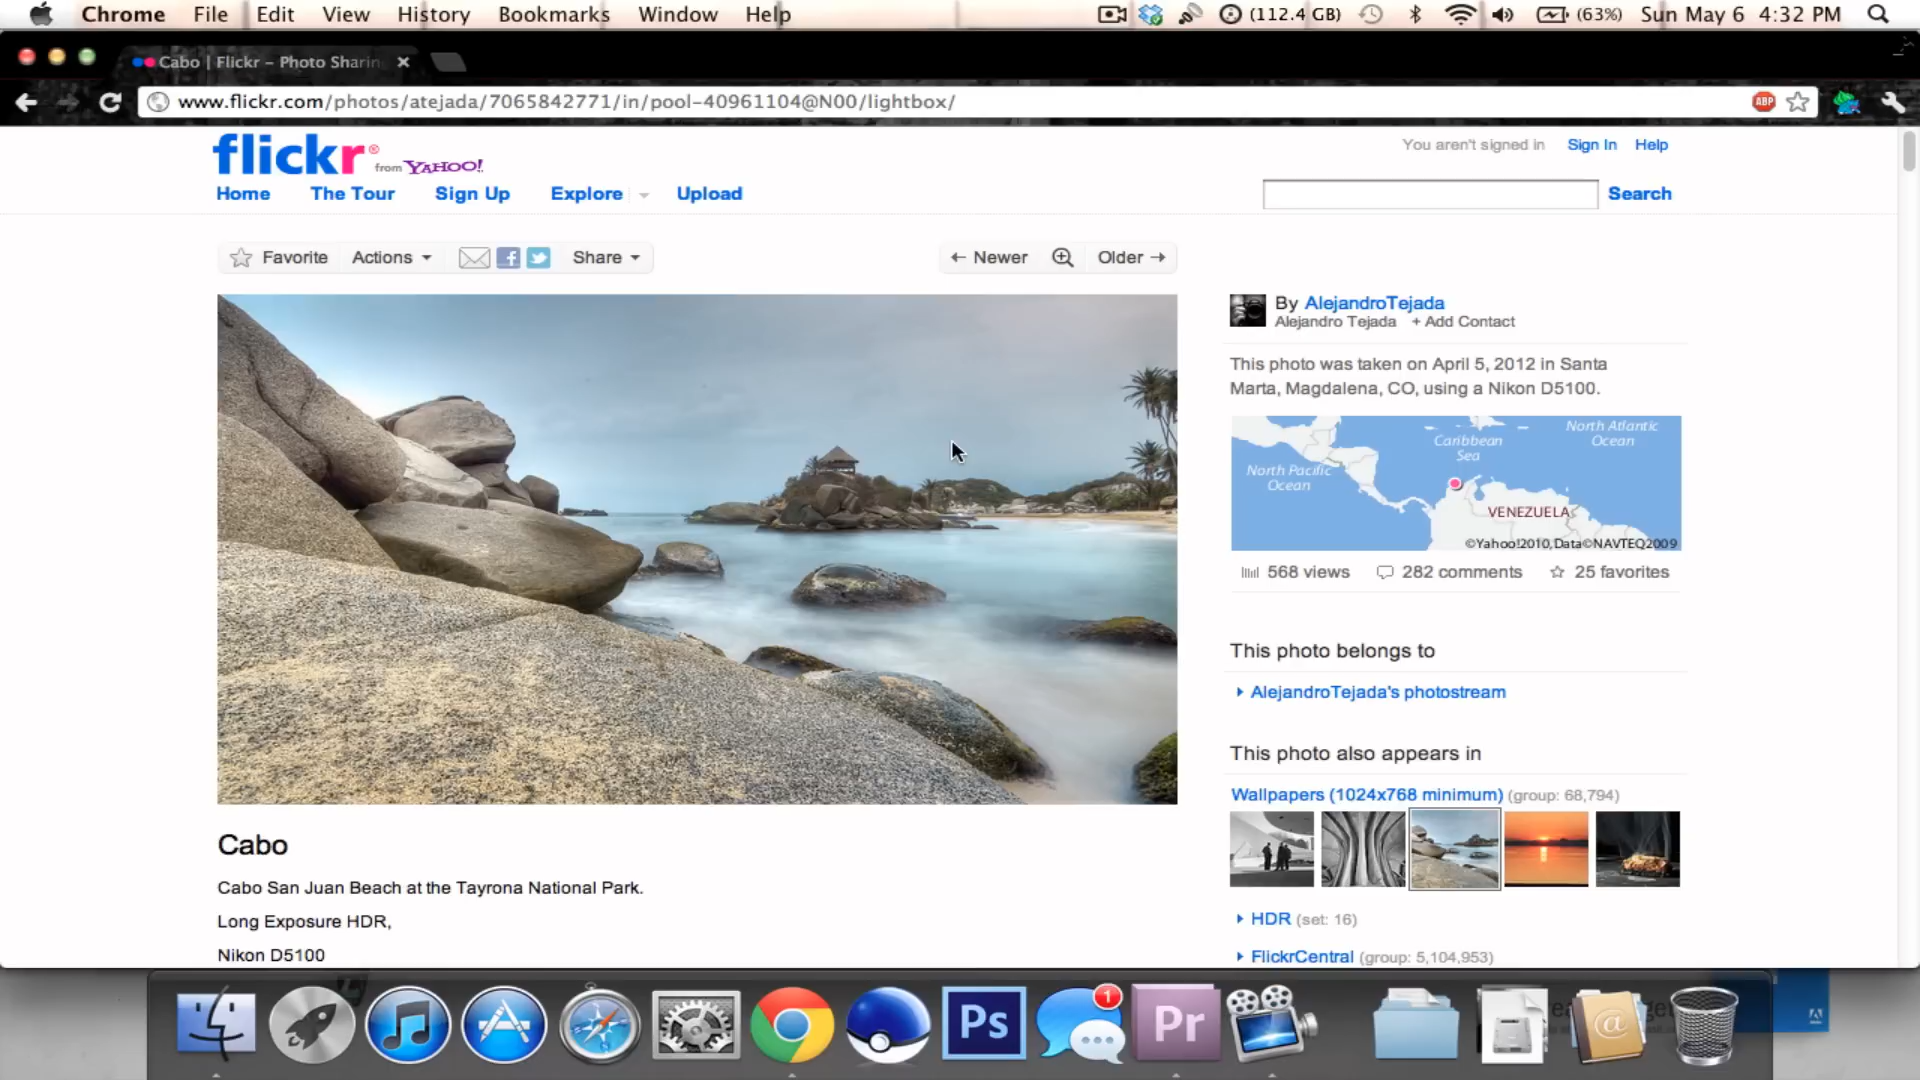 Chrome File Edit View History Bookmarks Window Help (112.4 GB) (63%) Sun May 6 4:32 PM
Cabo | Flickr – Photo Sharin
www.flickr.com/photos/atejada/7065842771/in/pool-40961104@N00/lightbox/ ABP
flickr® from YAHOO!
You aren't signed in Sign In Help
Home The Tour Sign Up Explore Upload Search
Favorite Actions Share ← Newer Older →
By AlejandroTejada
Alejandro Tejada + Add Contact
This photo was taken on April 5, 2012 in Santa
Marta, Magdalena, CO, using a Nikon D5100.
North Atlantic
Ocean
Caribbean
Sea
North Pacific
Ocean
VENEZUELA
©Yahoo!2010,Data©NAVTEQ2009
568 views 282 comments 25 favorites
This photo belongs to
AlejandroTejada's photostream
This photo also appears in
Wallpapers (1024x768 minimum) (group: 68,794)
HDR (set: 16)
FlickrCentral (group: 5,104,953)
Cabo
Cabo San Juan Beach at the Tayrona National Park.
Long Exposure HDR,
Nikon D5100
Ps 1 Pr @